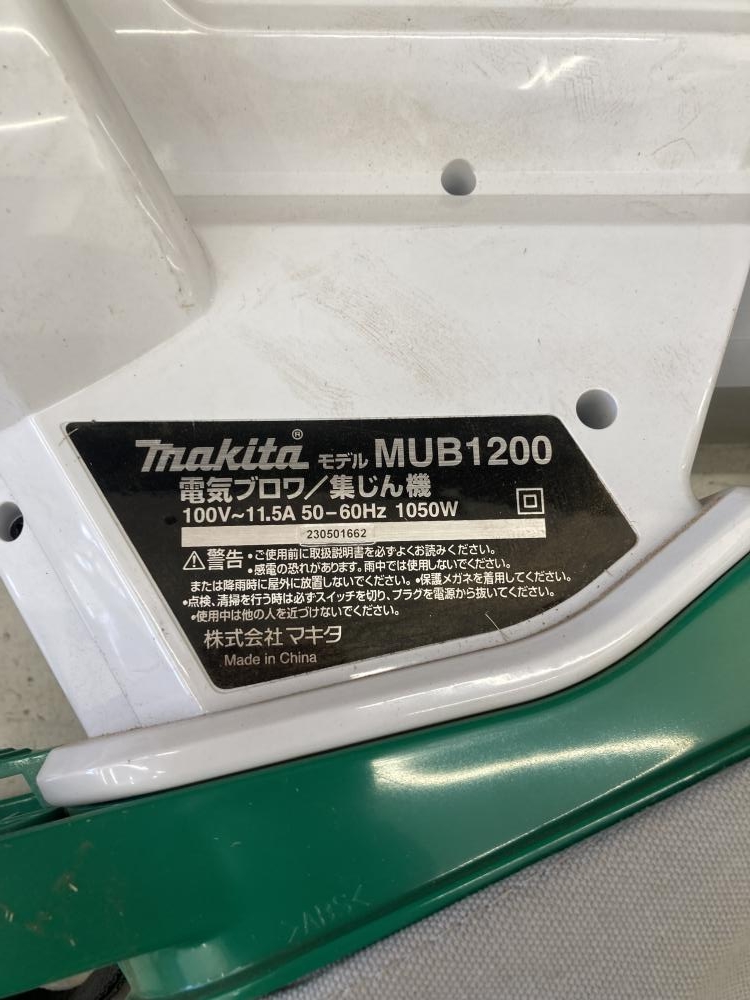 makita® モデル MUB1200
電気ブロワ/集じん機
100V~11.5A 50-60Hz 1050W
230501662
⚠警告 •ご使用前に取扱説明書を必ずよくお読みください。
•感電の恐れがあります。雨中では使用しないでください。
または降雨時に屋外に放置しないでください。•保護メガネを着用してください。
•点検、清掃を行う時は必ずスイッチを切り、プラグを電源から抜いてください。
•使用中は他の人を近づけないでください。
株式会社マキタ
Made in China
>ABS<